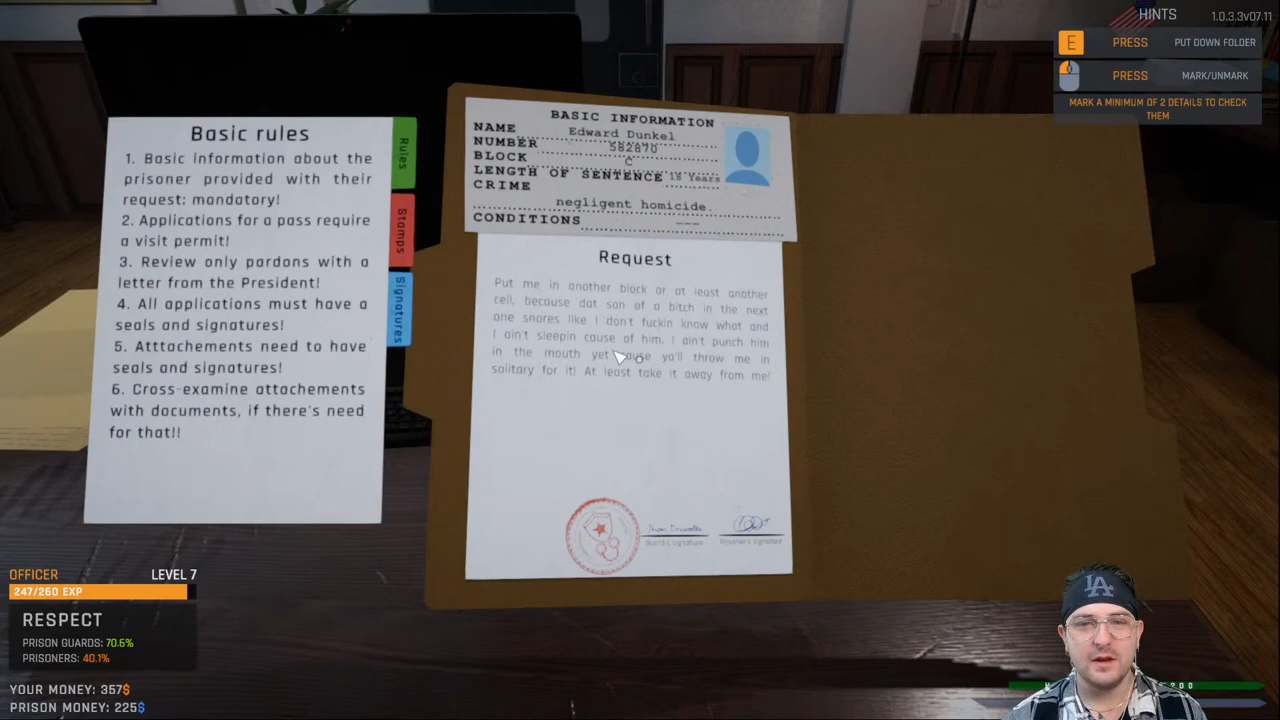 HINTS
1.0.3.3v07.11
E PRESS PUT DOWN FOLDER
PRESS MARK/UNMARK
MARK A MINIMUM OF 2 DETAILS TO CHECK
THEM
Basic rules
1. Basic information about the
prisoner provided with their
request: mandatory!
2. Applications for a pass require
a visit permit!
3. Review only pardons with a
letter from the President!
4. All applications must have a
seals and signatures!
5. Atttachements need to have
seals and signatures!
6. Cross-examine attachements
with documents, if there's need
for that!!
Rules
Stamps
Signatures
BASIC INFORMATION
NAME Edward Dunkel
NUMBER 582870
BLOCK C
LENGTH OF SENTENCE 18 Years
CRIME
negligent homicide.
CONDITIONS ---
Request
Put me in another block or at least another
cell, because dat son of a bitch in the next
one snores like I don't fuckin know what and
I ain't sleepin cause of him. I ain't punch him
in the mouth yet cause ya'll throw me in
solitary for it! At least take it away from me!
Prisoner's signature
OFFICER LEVEL 7
247/260 EXP
RESPECT
PRISON GUARDS: 70.6%
PRISONERS: 40.1%
YOUR MONEY: 357$
PRISON MONEY: 225$
LA